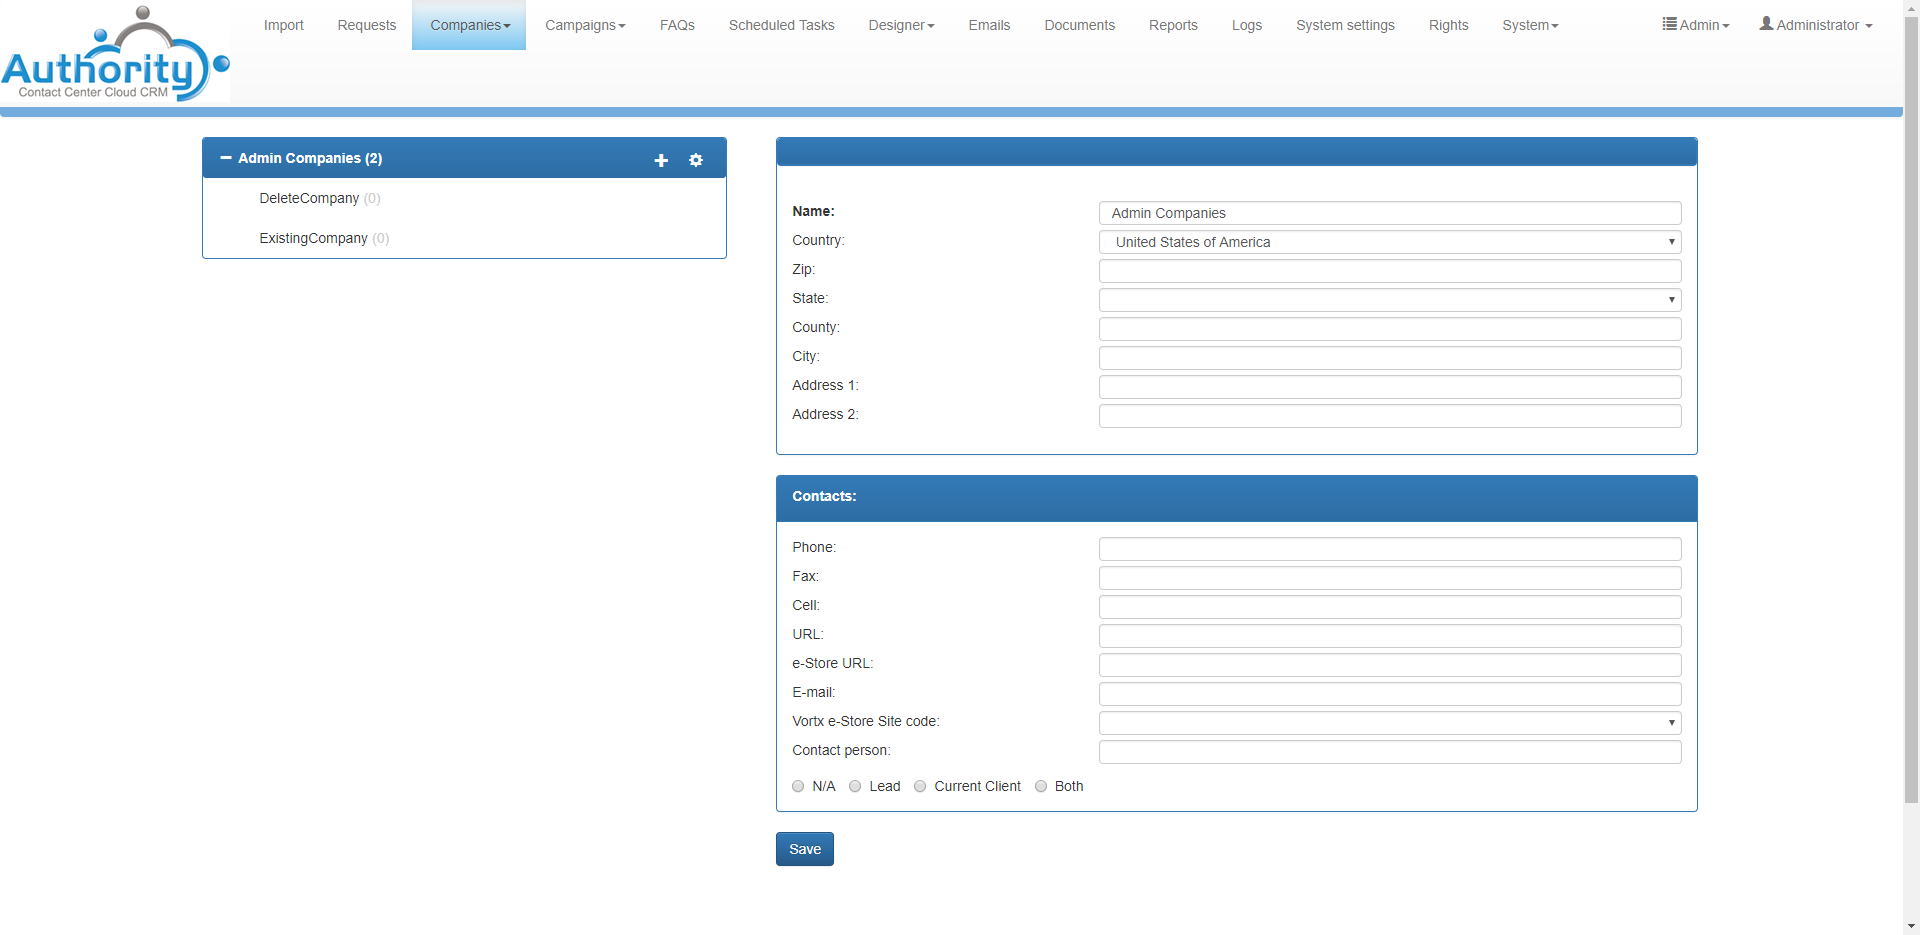 Authority
Contact Center Cloud CRM
Import Requests Companies Campaigns FAQs Scheduled Tasks Designer Emails Documents Reports Logs System settings Rights System Admin Administrator
Admin Companies (2)
DeleteCompany (0)
ExistingCompany (0)
Name: Admin Companies
Country: United States of America
Zip:
State:
County:
City:
Address 1:
Address 2:
Contacts:
Phone:
Fax:
Cell:
URL:
e-Store URL:
E-mail:
Vortx e-Store Site code:
Contact person:
N/A Lead Current Client Both
Save